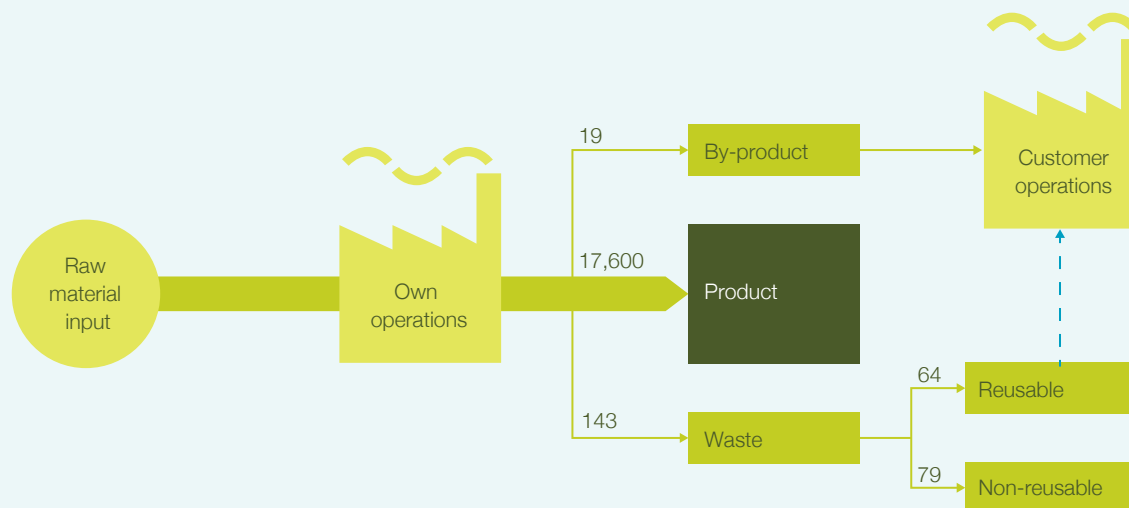 Raw
material
input
Own
operations
19
By-product
Customer
operations
17,600
Product
143
Waste
64
Reusable
79
Non-reusable